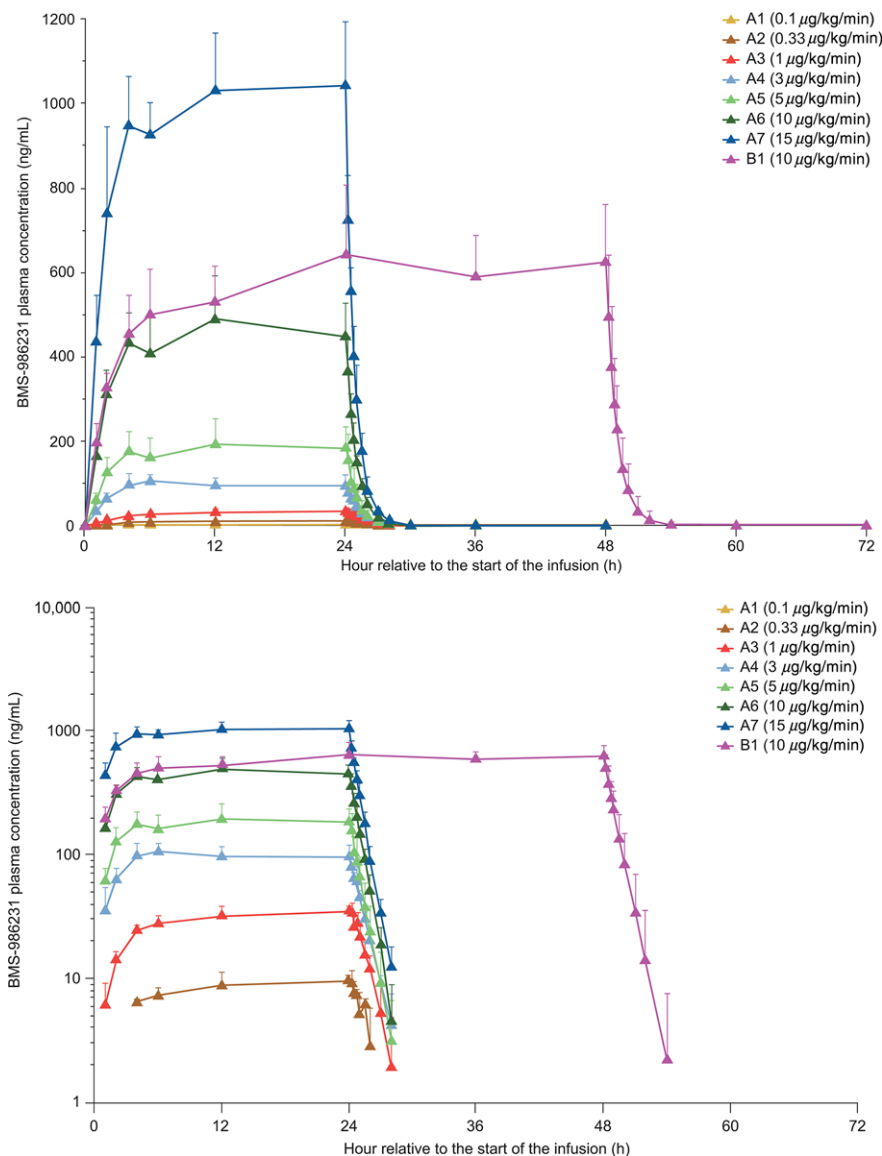 1200
1000
800
600
400
200
0
BMS-986231 plasma concentration (ng/mL)
A1 (0.1 µg/kg/min)
A2 (0.33 µg/kg/min)
A3 (1 µg/kg/min)
A4 (3 µg/kg/min)
A5 (5 µg/kg/min)
A6 (10 µg/kg/min)
A7 (15 µg/kg/min)
B1 (10 µg/kg/min)
0 12 24 36 48 60 72
Hour relative to the start of the infusion (h)
10,000
1000
100
10
1
BMS-986231 plasma concentration (ng/mL)
A1 (0.1 µg/kg/min)
A2 (0.33 µg/kg/min)
A3 (1 µg/kg/min)
A4 (3 µg/kg/min)
A5 (5 µg/kg/min)
A6 (10 µg/kg/min)
A7 (15 µg/kg/min)
B1 (10 µg/kg/min)
0 12 24 36 48 60 72
Hour relative to the start of the infusion (h)